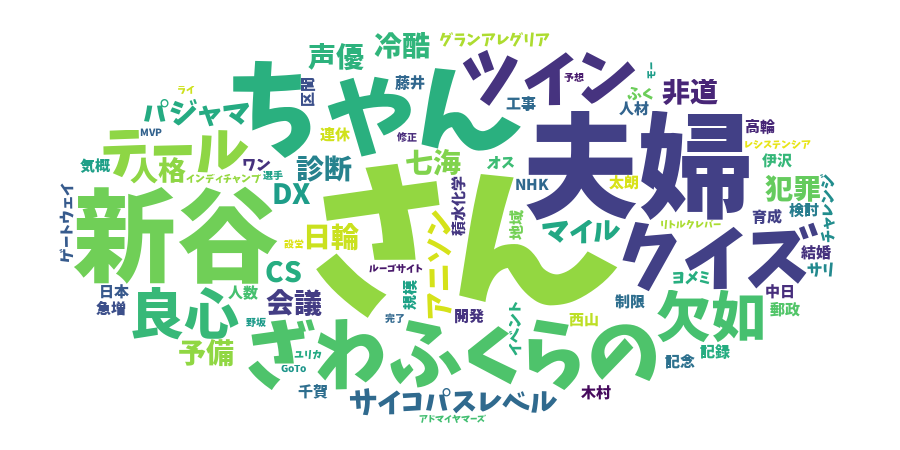 グランアレグリア
冷酷
声優
ツイン
予想
モー
ライ
区間
藤井
ふく
非道
パジャマ
ちゃん
工事
人材
MVP
連休
修正
夫婦
高輪
テール
レシステンシア
気概
人格
ワン
診断
七海
オス
伊沢
選手
インディチャンプ
NHK
太朗
犯罪
DX
さん
積水化学
ゲートウェイ
新谷
地域
マイル
育成
検討
チャレンジ
リトルクレバー
設営
日輪
アニソン
クイズ
結婚
CS
ルーゴサイト
サリ
ヨメミ
日本
人数
規模
中日
良心
会議
急増
開発
制限
欠如
郵政
野坂
完了
イベント
西山
予備
ざわふくらの
ユリカ
記念
記録
GoTo
千賀
サイコパスレベル
木村
アドマイヤマーズ